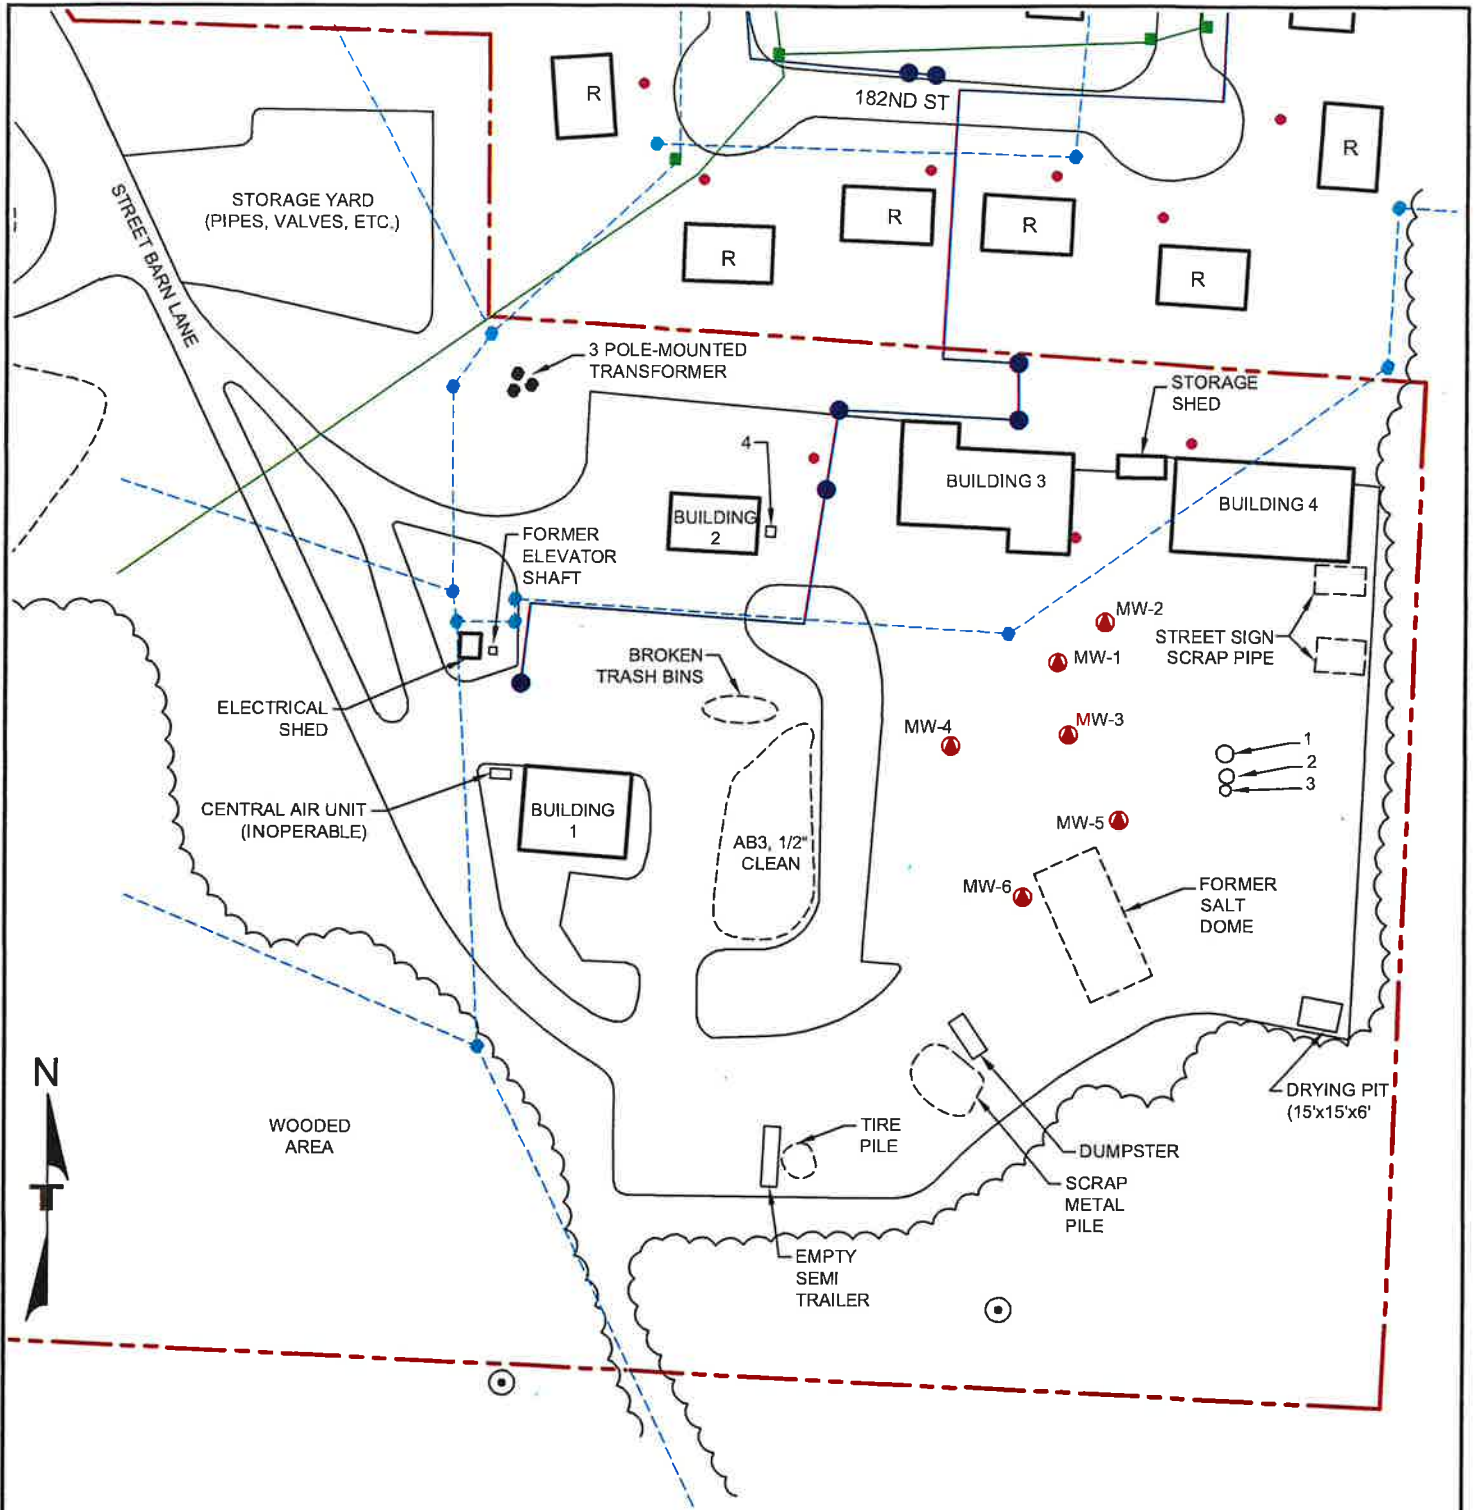 182ND ST
R
R
R
R
R
R
STORAGE YARD
(PIPES, VALVES, ETC.)
STREET BARN LANE
3 POLE-MOUNTED
TRANSFORMER
STORAGE
SHED
4
BUILDING 3
BUILDING 4
BUILDING
2
FORMER
ELEVATOR
SHAFT
MW-2
STREET SIGN
SCRAP PIPE
MW-1
BROKEN
TRASH BINS
ELECTRICAL
SHED
MW-4
MW-3
1
2
3
CENTRAL AIR UNIT
(INOPERABLE)
BUILDING
1
MW-5
AB3, 1/2"
CLEAN
MW-6
FORMER
SALT
DOME
N
DRYING PIT
(15'x15'x6'
WOODED
AREA
TIRE
PILE
DUMPSTER
SCRAP
METAL
PILE
EMPTY
SEMI
TRAILER